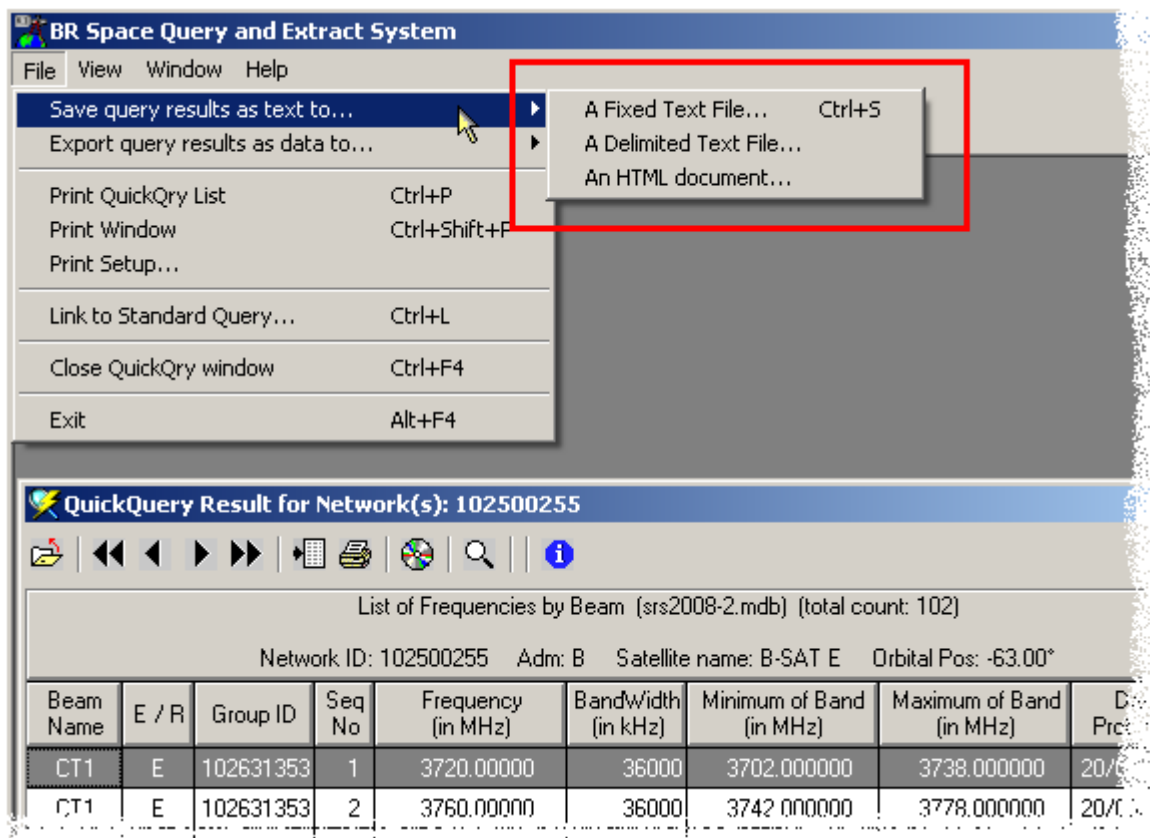 BR Space Query and Extract System
File View Window Help
Save query results as text to...
A Fixed Text File... Ctrl+S
Export query results as data to...
A Delimited Text File...
An HTML document...
Print QuickQry List Ctrl+P
Print Window Ctrl+Shift+P
Print Setup...
Link to Standard Query... Ctrl+L
Close QuickQry window Ctrl+F4
Exit Alt+F4
QuickQuery Result for Network(s): 102500255
List of Frequencies by Beam (srs2008-2.mdb) (total count: 102)
Network ID: 102500255 Adm: B Satellite name: B-SAT E Orbital Pos: -63.00°
Beam Name E / R Group ID Seq No Frequency (in MHz) BandWidth (in kHz) Minimum of Band (in MHz) Maximum of Band (in MHz)
CT1 E 102631353 1 3720.00000 36000 3702.000000 3738.000000 20/
CT1 E 102631353 2 3760.00000 36000 3742.000000 3778.000000 20/